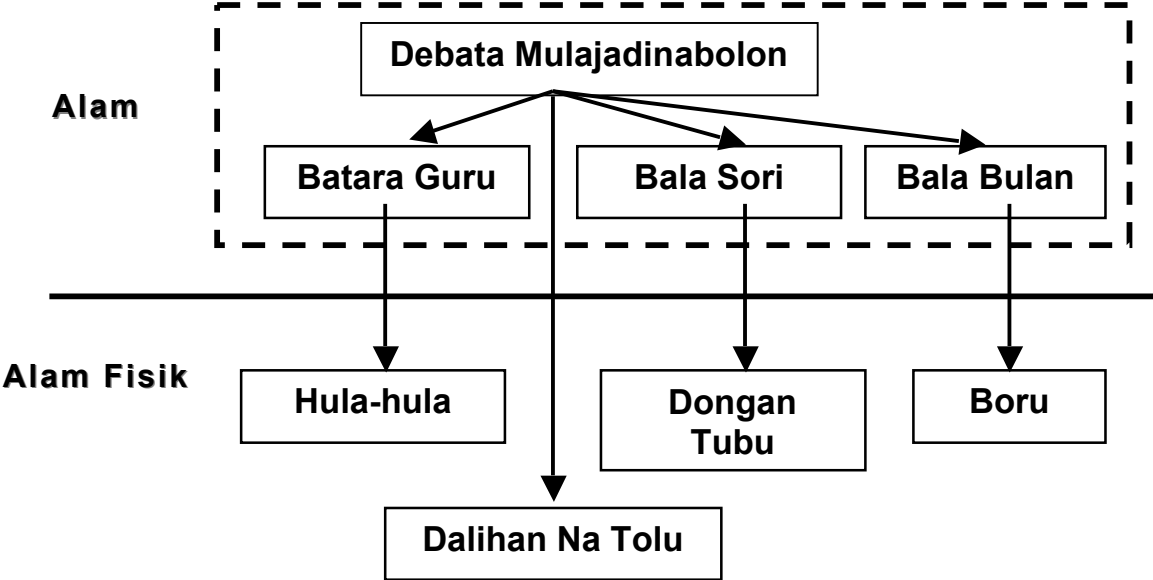 Debata Mulajadinabolon
Alam
Batara Guru
Bala Sori
Bala Bulan
Alam Fisik
Hula-hula
Dongan
Tubu
Boru
Dalihan Na Tolu